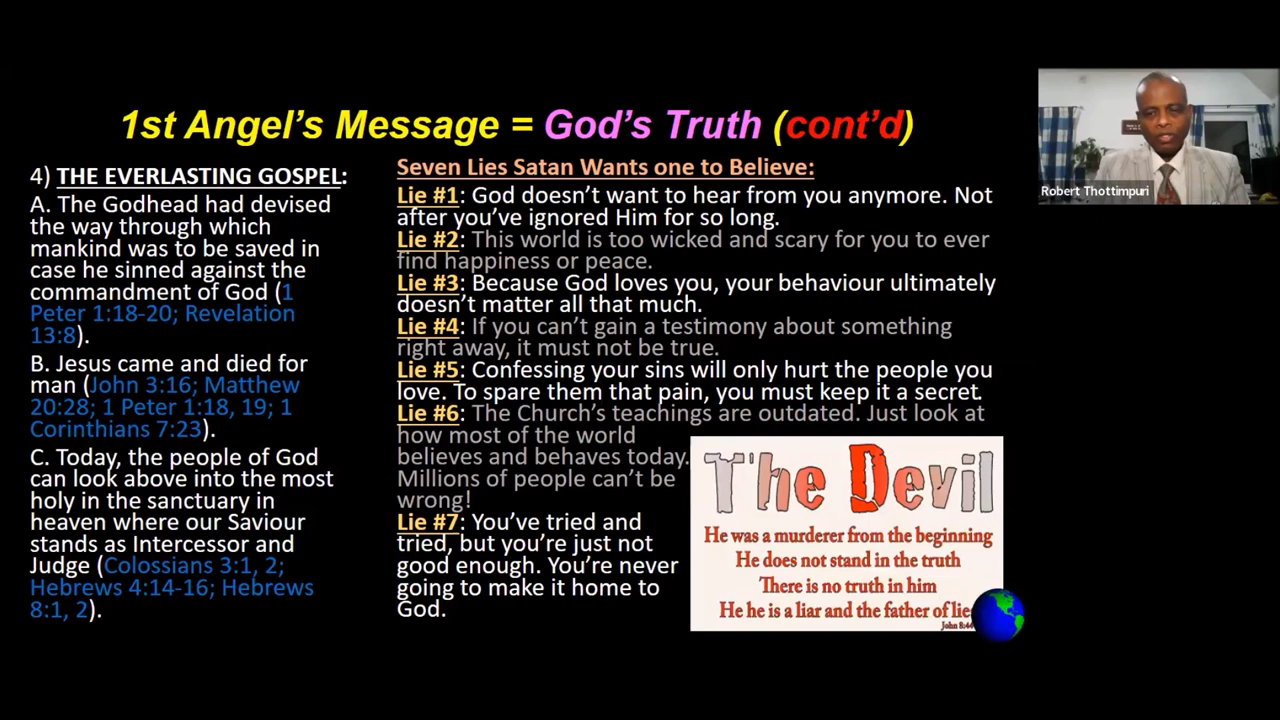 1st Angel's Message = God's Truth (cont'd)
4) THE EVERLASTING GOSPEL:
A. The Godhead had devised
the way through which
mankind was to be saved in
case he sinned against the
commandment of God (1
Peter 1:18-20; Revelation
13:8).
B. Jesus came and died for
man (John 3:16; Matthew
20:28; 1 Peter 1:18, 19; 1
Corinthians 7:23).
C. Today, the people of God
can look above into the most
holy in the sanctuary in
heaven where our Saviour
stands as Intercessor and
Judge (Colossians 3:1, 2;
Hebrews 4:14-16; Hebrews
8:1, 2).
Seven Lies Satan Wants one to Believe:
Lie #1: God doesn't want to hear from you anymore. Not
after you've ignored Him for so long.
Lie #2: This world is too wicked and scary for you to ever
find happiness or peace.
Lie #3: Because God loves you, your behaviour ultimately
doesn't matter all that much.
Lie #4: If you can't gain a testimony about something
right away, it must not be true.
Lie #5: Confessing your sins will only hurt the people you
love. To spare them that pain, you must keep it a secret.
Lie #6: The Church's teachings are outdated. Just look at
how most of the world
believes and behaves today.
Millions of people can't be
wrong!
Lie #7: You've tried and
tried, but you're just not
good enough. You're never
going to make it home to
God.
The Devil
He was a murderer from the beginning
He does not stand in the truth
There is no truth in him
He he is a liar and the father of lie
John 8:44
Robert Thottimpuri